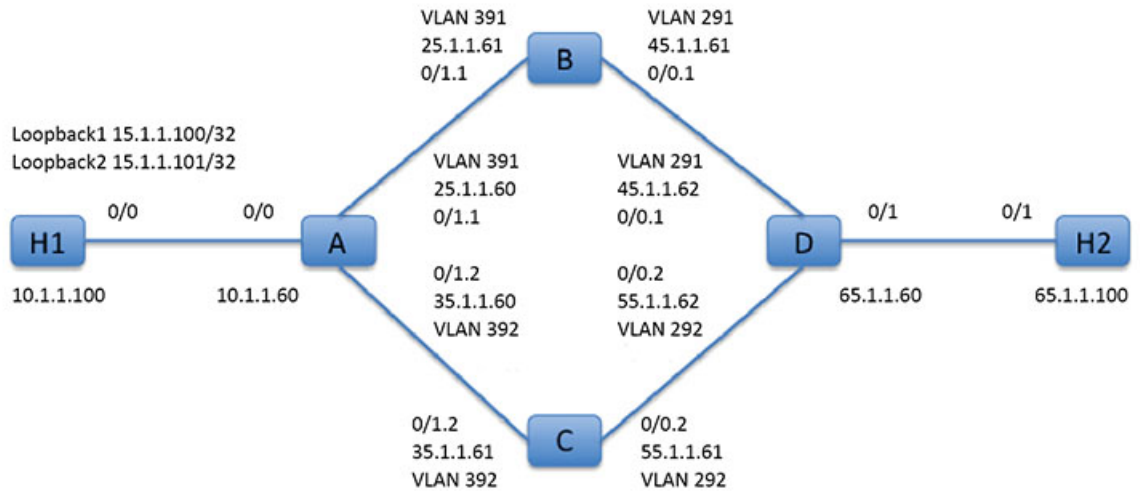 VLAN 391
25.1.1.61
0/1.1
VLAN 291
45.1.1.61
0/0.1
B
Loopback1 15.1.1.100/32
Loopback2 15.1.1.101/32
VLAN 391
25.1.1.60
0/1.1
VLAN 291
45.1.1.62
0/0.1
0/0
0/0
0/1
0/1
H1
A
D
H2
10.1.1.100
10.1.1.60
0/1.2
35.1.1.60
VLAN 392
0/0.2
55.1.1.62
VLAN 292
65.1.1.60
65.1.1.100
0/1.2
35.1.1.61
VLAN 392
C
0/0.2
55.1.1.61
VLAN 292